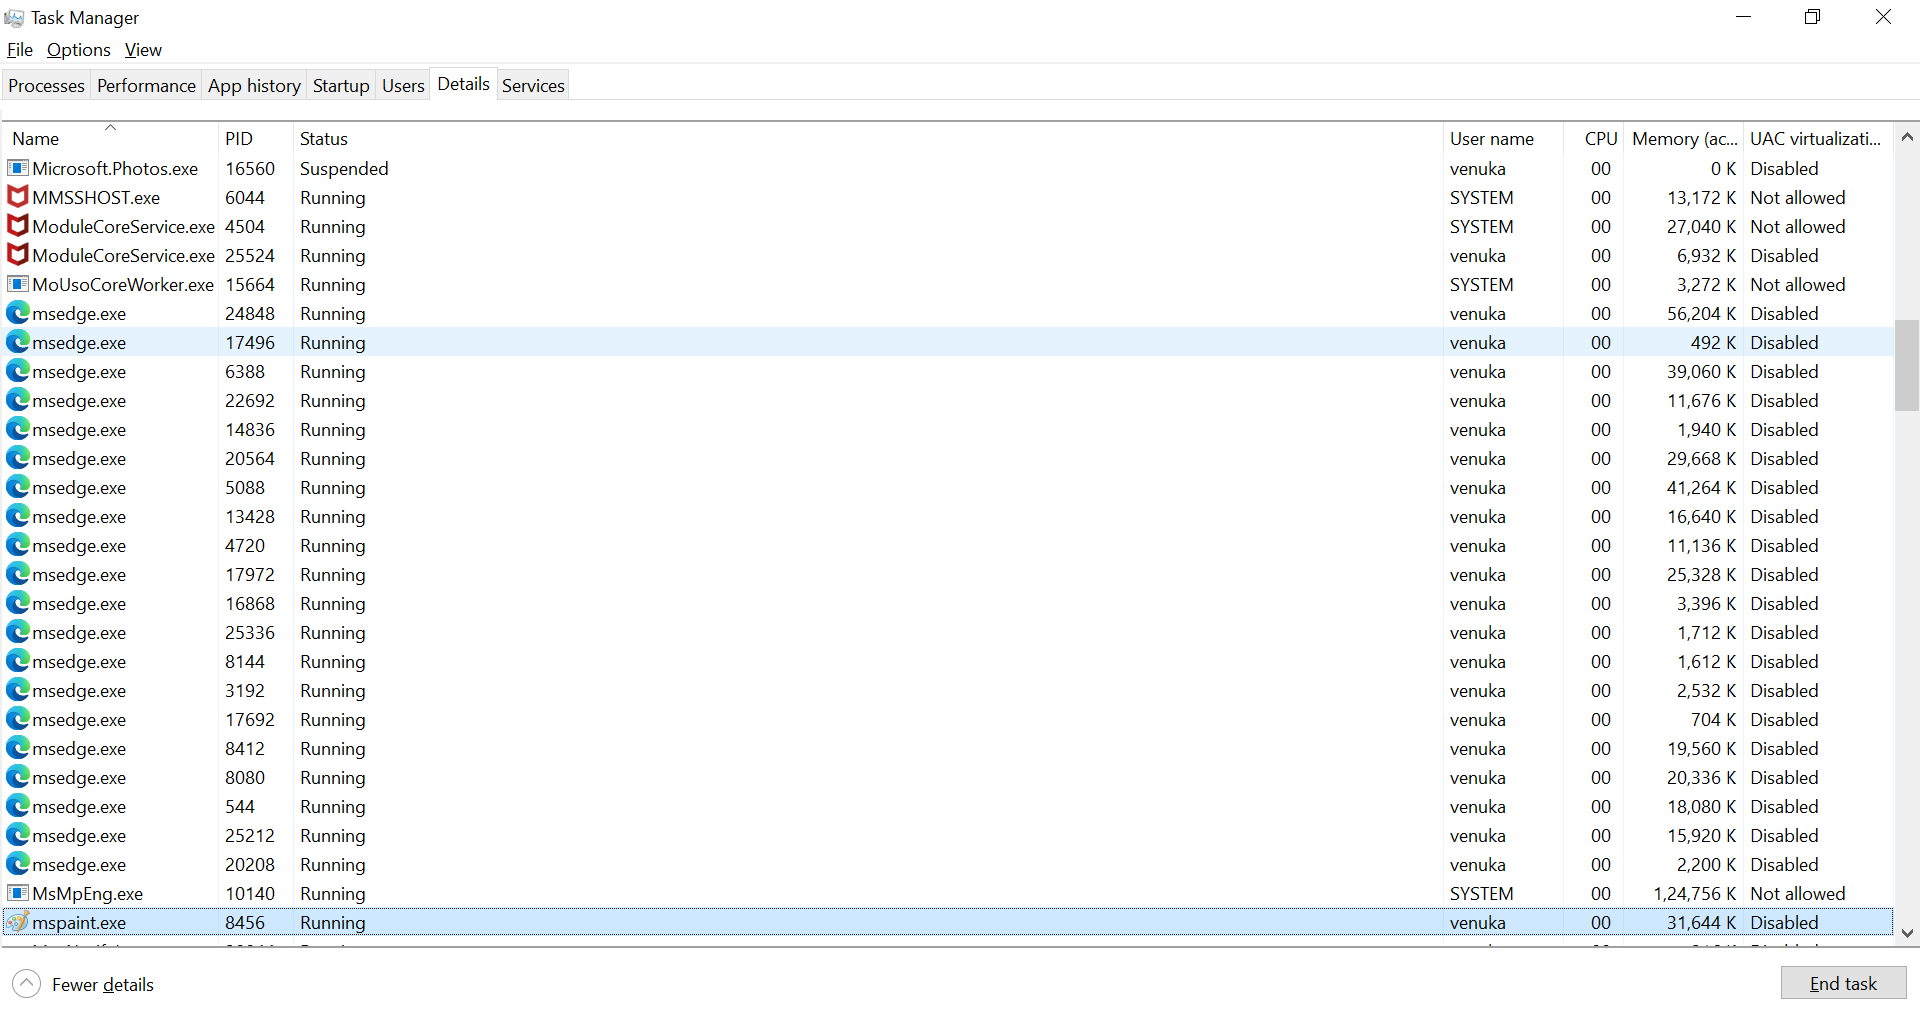 Task Manager
File Options View
Processes Performance App history Startup Users Details Services
Name PID Status User name CPU Memory (ac... UAC virtualizati...
Microsoft.Photos.exe 16560 Suspended venuka 00 0 K Disabled
MMSSHOST.exe 6044 Running SYSTEM 00 13,172 K Not allowed
ModuleCoreService.exe 4504 Running SYSTEM 00 27,040 K Not allowed
ModuleCoreService.exe 25524 Running venuka 00 6,932 K Disabled
MoUsoCoreWorker.exe 15664 Running SYSTEM 00 3,272 K Not allowed
msedge.exe 24848 Running venuka 00 56,204 K Disabled
msedge.exe 17496 Running venuka 00 492 K Disabled
msedge.exe 6388 Running venuka 00 39,060 K Disabled
msedge.exe 22692 Running venuka 00 11,676 K Disabled
msedge.exe 14836 Running venuka 00 1,940 K Disabled
msedge.exe 20564 Running venuka 00 29,668 K Disabled
msedge.exe 5088 Running venuka 00 41,264 K Disabled
msedge.exe 13428 Running venuka 00 16,640 K Disabled
msedge.exe 4720 Running venuka 00 11,136 K Disabled
msedge.exe 17972 Running venuka 00 25,328 K Disabled
msedge.exe 16868 Running venuka 00 3,396 K Disabled
msedge.exe 25336 Running venuka 00 1,712 K Disabled
msedge.exe 8144 Running venuka 00 1,612 K Disabled
msedge.exe 3192 Running venuka 00 2,532 K Disabled
msedge.exe 17692 Running venuka 00 704 K Disabled
msedge.exe 8412 Running venuka 00 19,560 K Disabled
msedge.exe 8080 Running venuka 00 20,336 K Disabled
msedge.exe 544 Running venuka 00 18,080 K Disabled
msedge.exe 25212 Running venuka 00 15,920 K Disabled
msedge.exe 20208 Running venuka 00 2,200 K Disabled
MsMpEng.exe 10140 Running SYSTEM 00 1,24,756 K Not allowed
mspaint.exe 8456 Running venuka 00 31,644 K Disabled
Fewer details End task